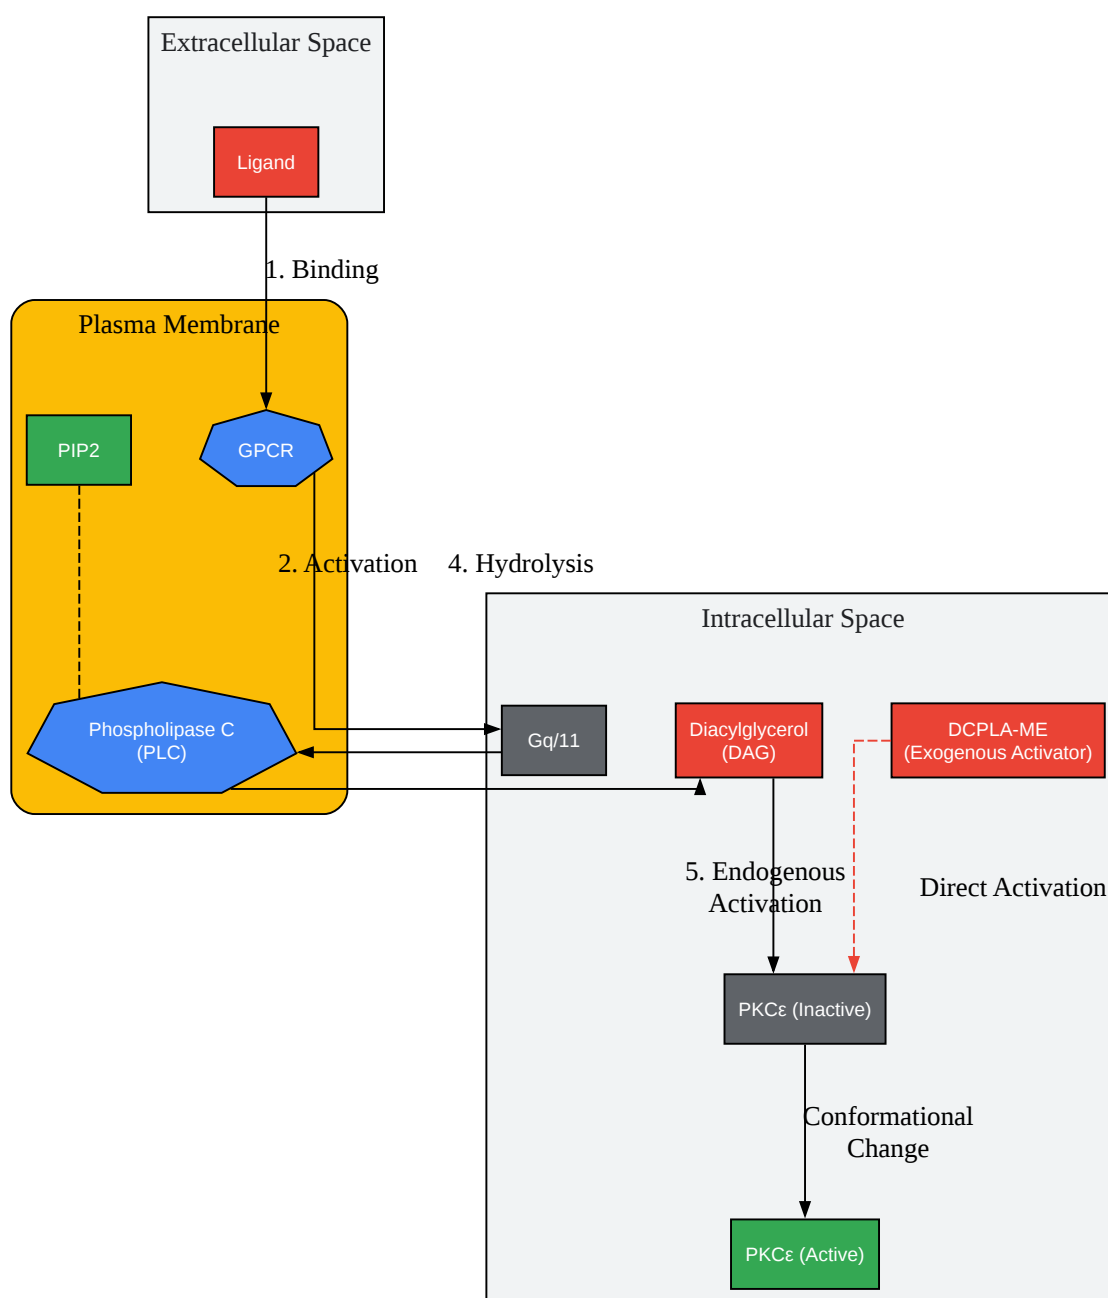 Extracellular Space
Ligand
1. Binding
Plasma Membrane
PIP2
GPCR
2. Activation
4. Hydrolysis
Intracellular Space
Phospholipase C
(PLC)
Gq/11
Diacylglycerol
(DAG)
DCPLA-ME
(Exogenous Activator)
5. Endogenous
Activation
Direct Activation
PKCε (Inactive)
Conformational
Change
PKCε (Active)